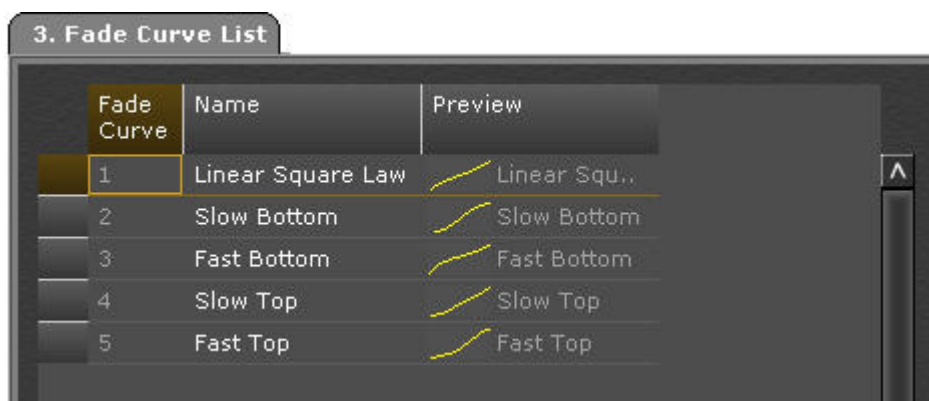 3. Fade Curve List
Fade Curve Name Preview
1 Linear Square Law Linear Squ..
2 Slow Bottom Slow Bottom
3 Fast Bottom Fast Bottom
4 Slow Top Slow Top
5 Fast Top Fast Top